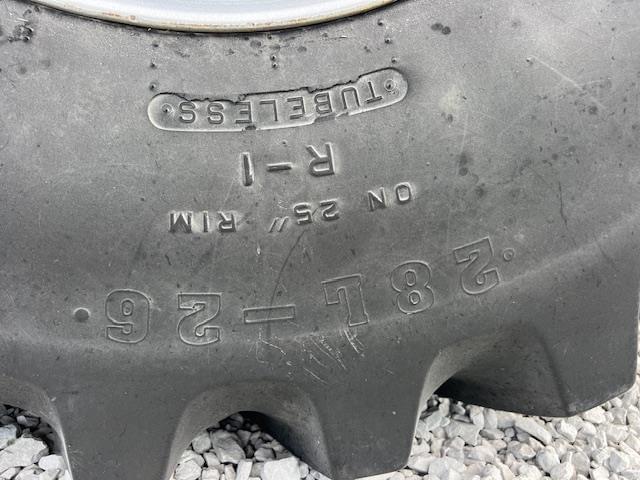 28L-26
ON 25" RIM
R-1
TUBELESS